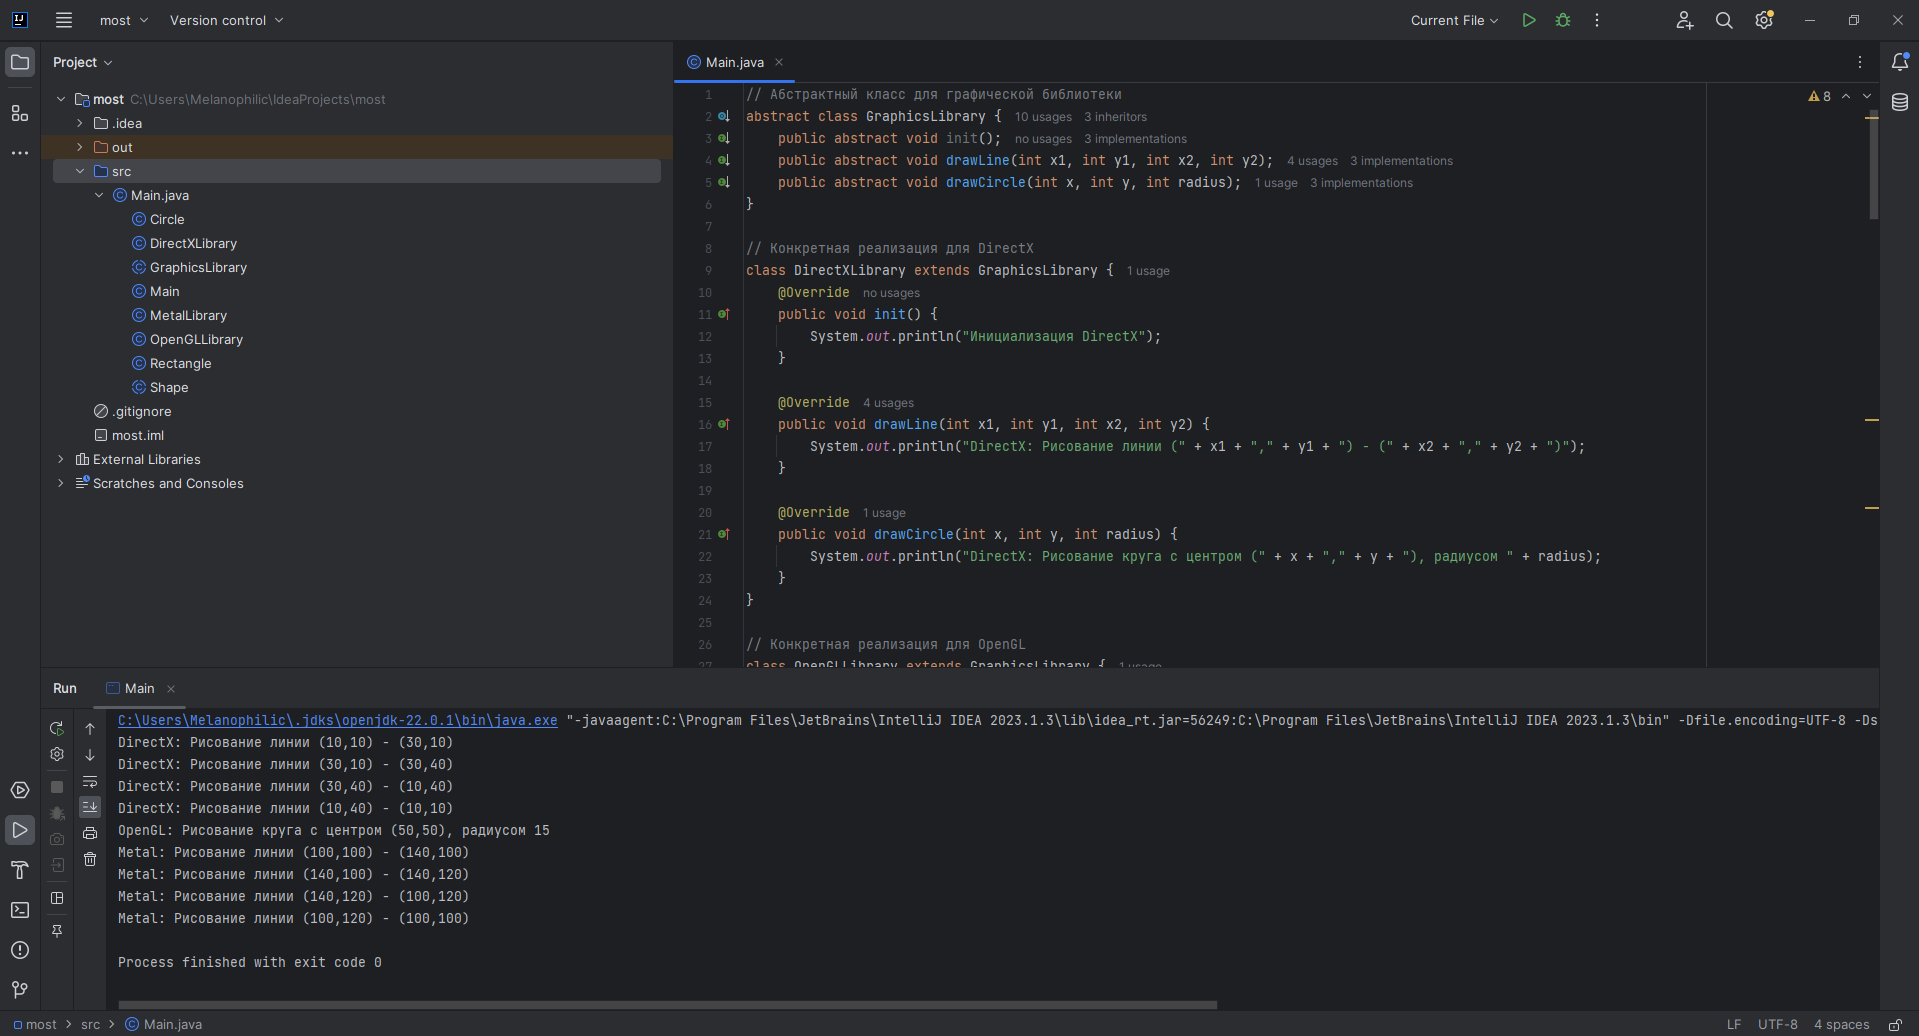 most
Version control
Current File
Project
Main.java
most C:\Users\Melanophilic\IdeaProjects\most
.idea
out
src
Main.java
Circle
DirectXLibrary
GraphicsLibrary
Main
MetalLibrary
OpenGLLibrary
Rectangle
Shape
.gitignore
most.iml
External Libraries
Scratches and Consoles
8
1 // Абстрактный класс для графической библиотеки
2 abstract class GraphicsLibrary { 10 usages 3 inheritors
3 public abstract void init(); no usages 3 implementations
4 public abstract void drawLine(int x1, int y1, int x2, int y2); 4 usages 3 implementations
5 public abstract void drawCircle(int x, int y, int radius); 1 usage 3 implementations
6 }
7
8 // Конкретная реализация для DirectX
9 class DirectXLibrary extends GraphicsLibrary { 1 usage
10 @Override no usages
11 public void init() {
12 System.out.println("Инициализация DirectX");
13 }
14
15 @Override 4 usages
16 public void drawLine(int x1, int y1, int x2, int y2) {
17 System.out.println("DirectX: Рисование линии (" + x1 + "," + y1 + ") - (" + x2 + "," + y2 + ")");
18 }
19
20 @Override 1 usage
21 public void drawCircle(int x, int y, int radius) {
22 System.out.println("DirectX: Рисование круга с центром (" + x + "," + y + "), радиусом " + radius);
23 }
24 }
25
26 // Конкретная реализация для OpenGL
27 class OpenGLLibrary extends GraphicsLibrary { 1 usage
Run
Main
C:\Users\Melanophilic\.jdks\openjdk-22.0.1\bin\java.exe "-javaagent:C:\Program Files\JetBrains\IntelliJ IDEA 2023.1.3\lib\idea_rt.jar=56249:C:\Program Files\JetBrains\IntelliJ IDEA 2023.1.3\bin" -Dfile.encoding=UTF-8 -Ds
DirectX: Рисование линии (10,10) - (30,10)
DirectX: Рисование линии (30,10) - (30,40)
DirectX: Рисование линии (30,40) - (10,40)
DirectX: Рисование линии (10,40) - (10,10)
OpenGL: Рисование круга с центром (50,50), радиусом 15
Metal: Рисование линии (100,100) - (140,100)
Metal: Рисование линии (140,100) - (140,120)
Metal: Рисование линии (140,120) - (100,120)
Metal: Рисование линии (100,120) - (100,100)
Process finished with exit code 0
most > src > Main.java
LF UTF-8 4 spaces